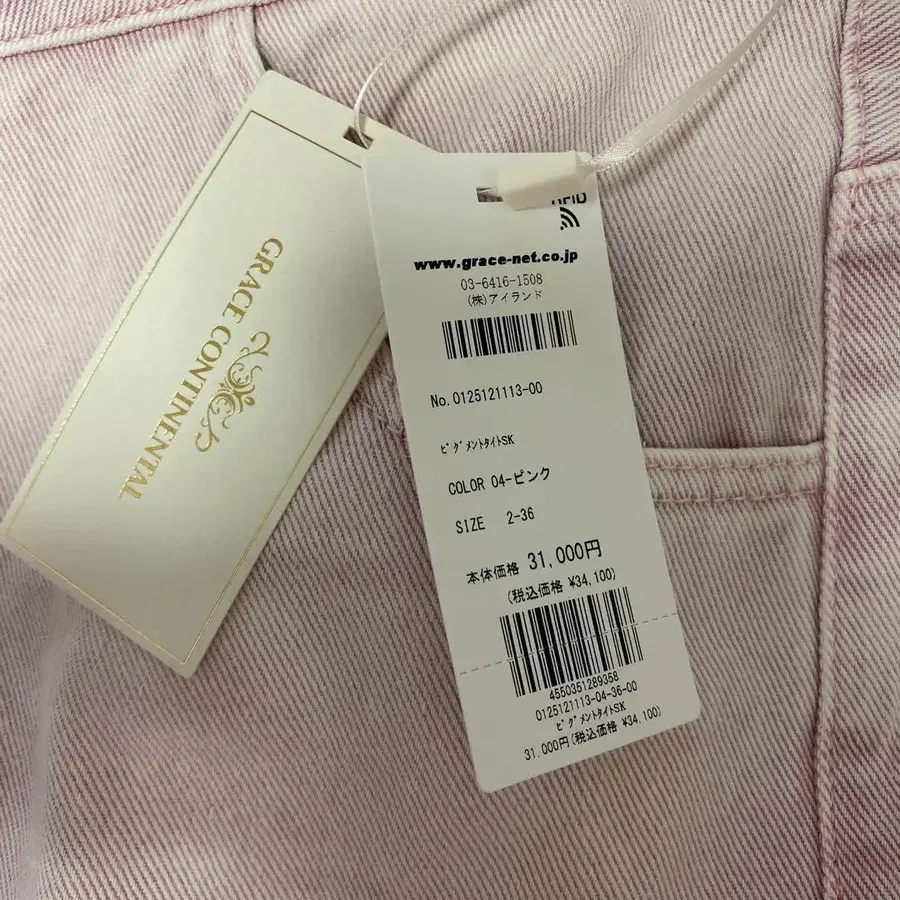 GRACE CONTINENTAL
RFID
www.grace-net.co.jp
03-6416-1508
(株)アイランド
No. 0125121113-00
ピグメントタイトSK
COLOR 04-ピンク
SIZE 2-36
本体価格 31,000円
(税込価格 ¥34,100)
4550351289358
0125121113-04-36-00
ピグメントタイトSK
31,000円(税込価格 ¥34,100)